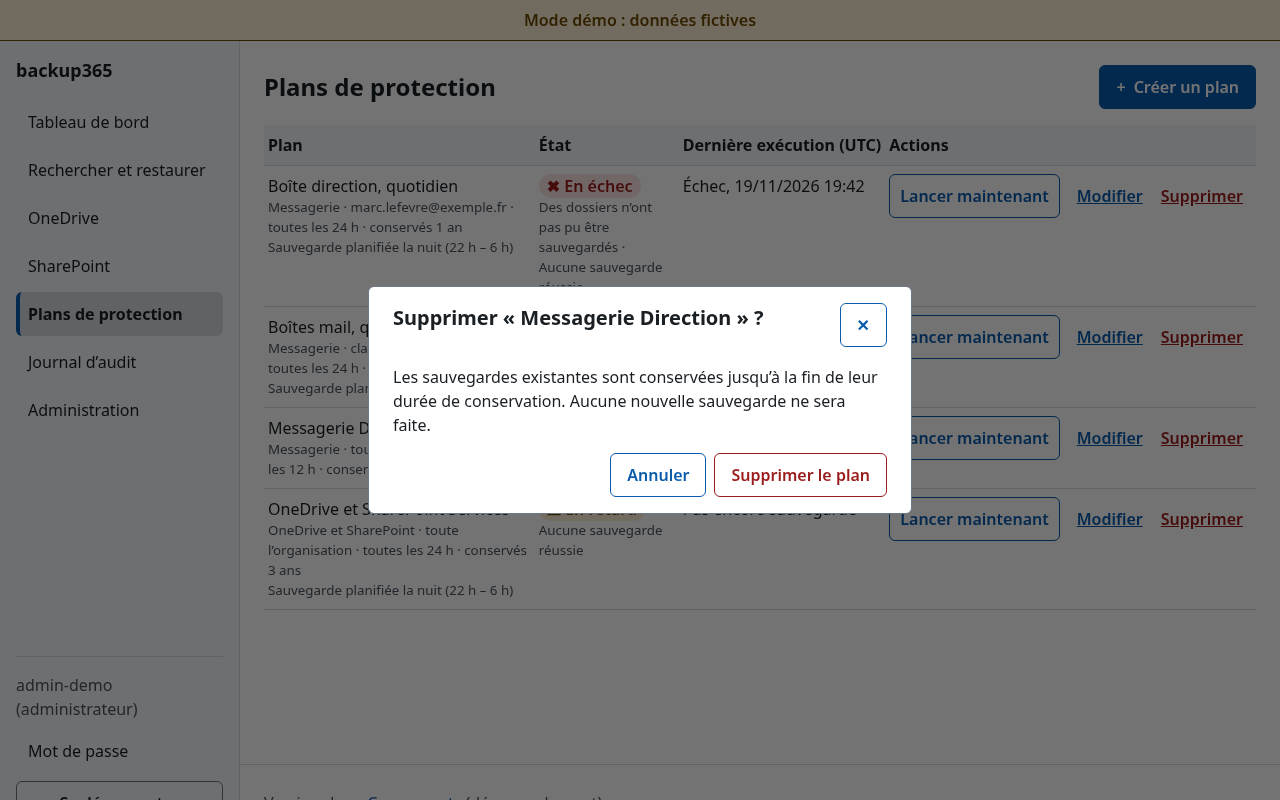 Mode démo : données fictives
backup365
Tableau de bord
Rechercher et restaurer
OneDrive
SharePoint
Plans de protection
Journal d’audit
Administration
admin-demo
(administrateur)
Mot de passe
Plans de protection
+ Créer un plan
Plan État Dernière exécution (UTC) Actions
Boîte direction, quotidien
Messagerie · marc.lefevre@exemple.fr ·
toutes les 24 h · conservés 1 an
Sauvegarde planifiée la nuit (22 h – 6 h)
✖ En échec
Des dossiers n’ont
pas pu être
sauvegardés ·
Aucune sauvegarde
Échec, 19/11/2026 19:42
Lancer maintenant Modifier Supprimer
Supprimer « Messagerie Direction » ?
×
Les sauvegardes existantes sont conservées jusqu’à la fin de leur
durée de conservation. Aucune nouvelle sauvegarde ne sera
faite.
Annuler Supprimer le plan
Boîtes mail,
Messagerie ·
toutes les 24 h ·
Sauvegarde
maintenant Modifier Supprimer
Messagerie
Messagerie ·
les 12 h ·
maintenant Modifier Supprimer
OneDrive et
OneDrive et SharePoint · toute
l’organisation · toutes les 24 h · conservés
3 ans
Sauvegarde planifiée la nuit (22 h – 6 h)
Aucune sauvegarde
réussie
Lancer maintenant Modifier Supprimer